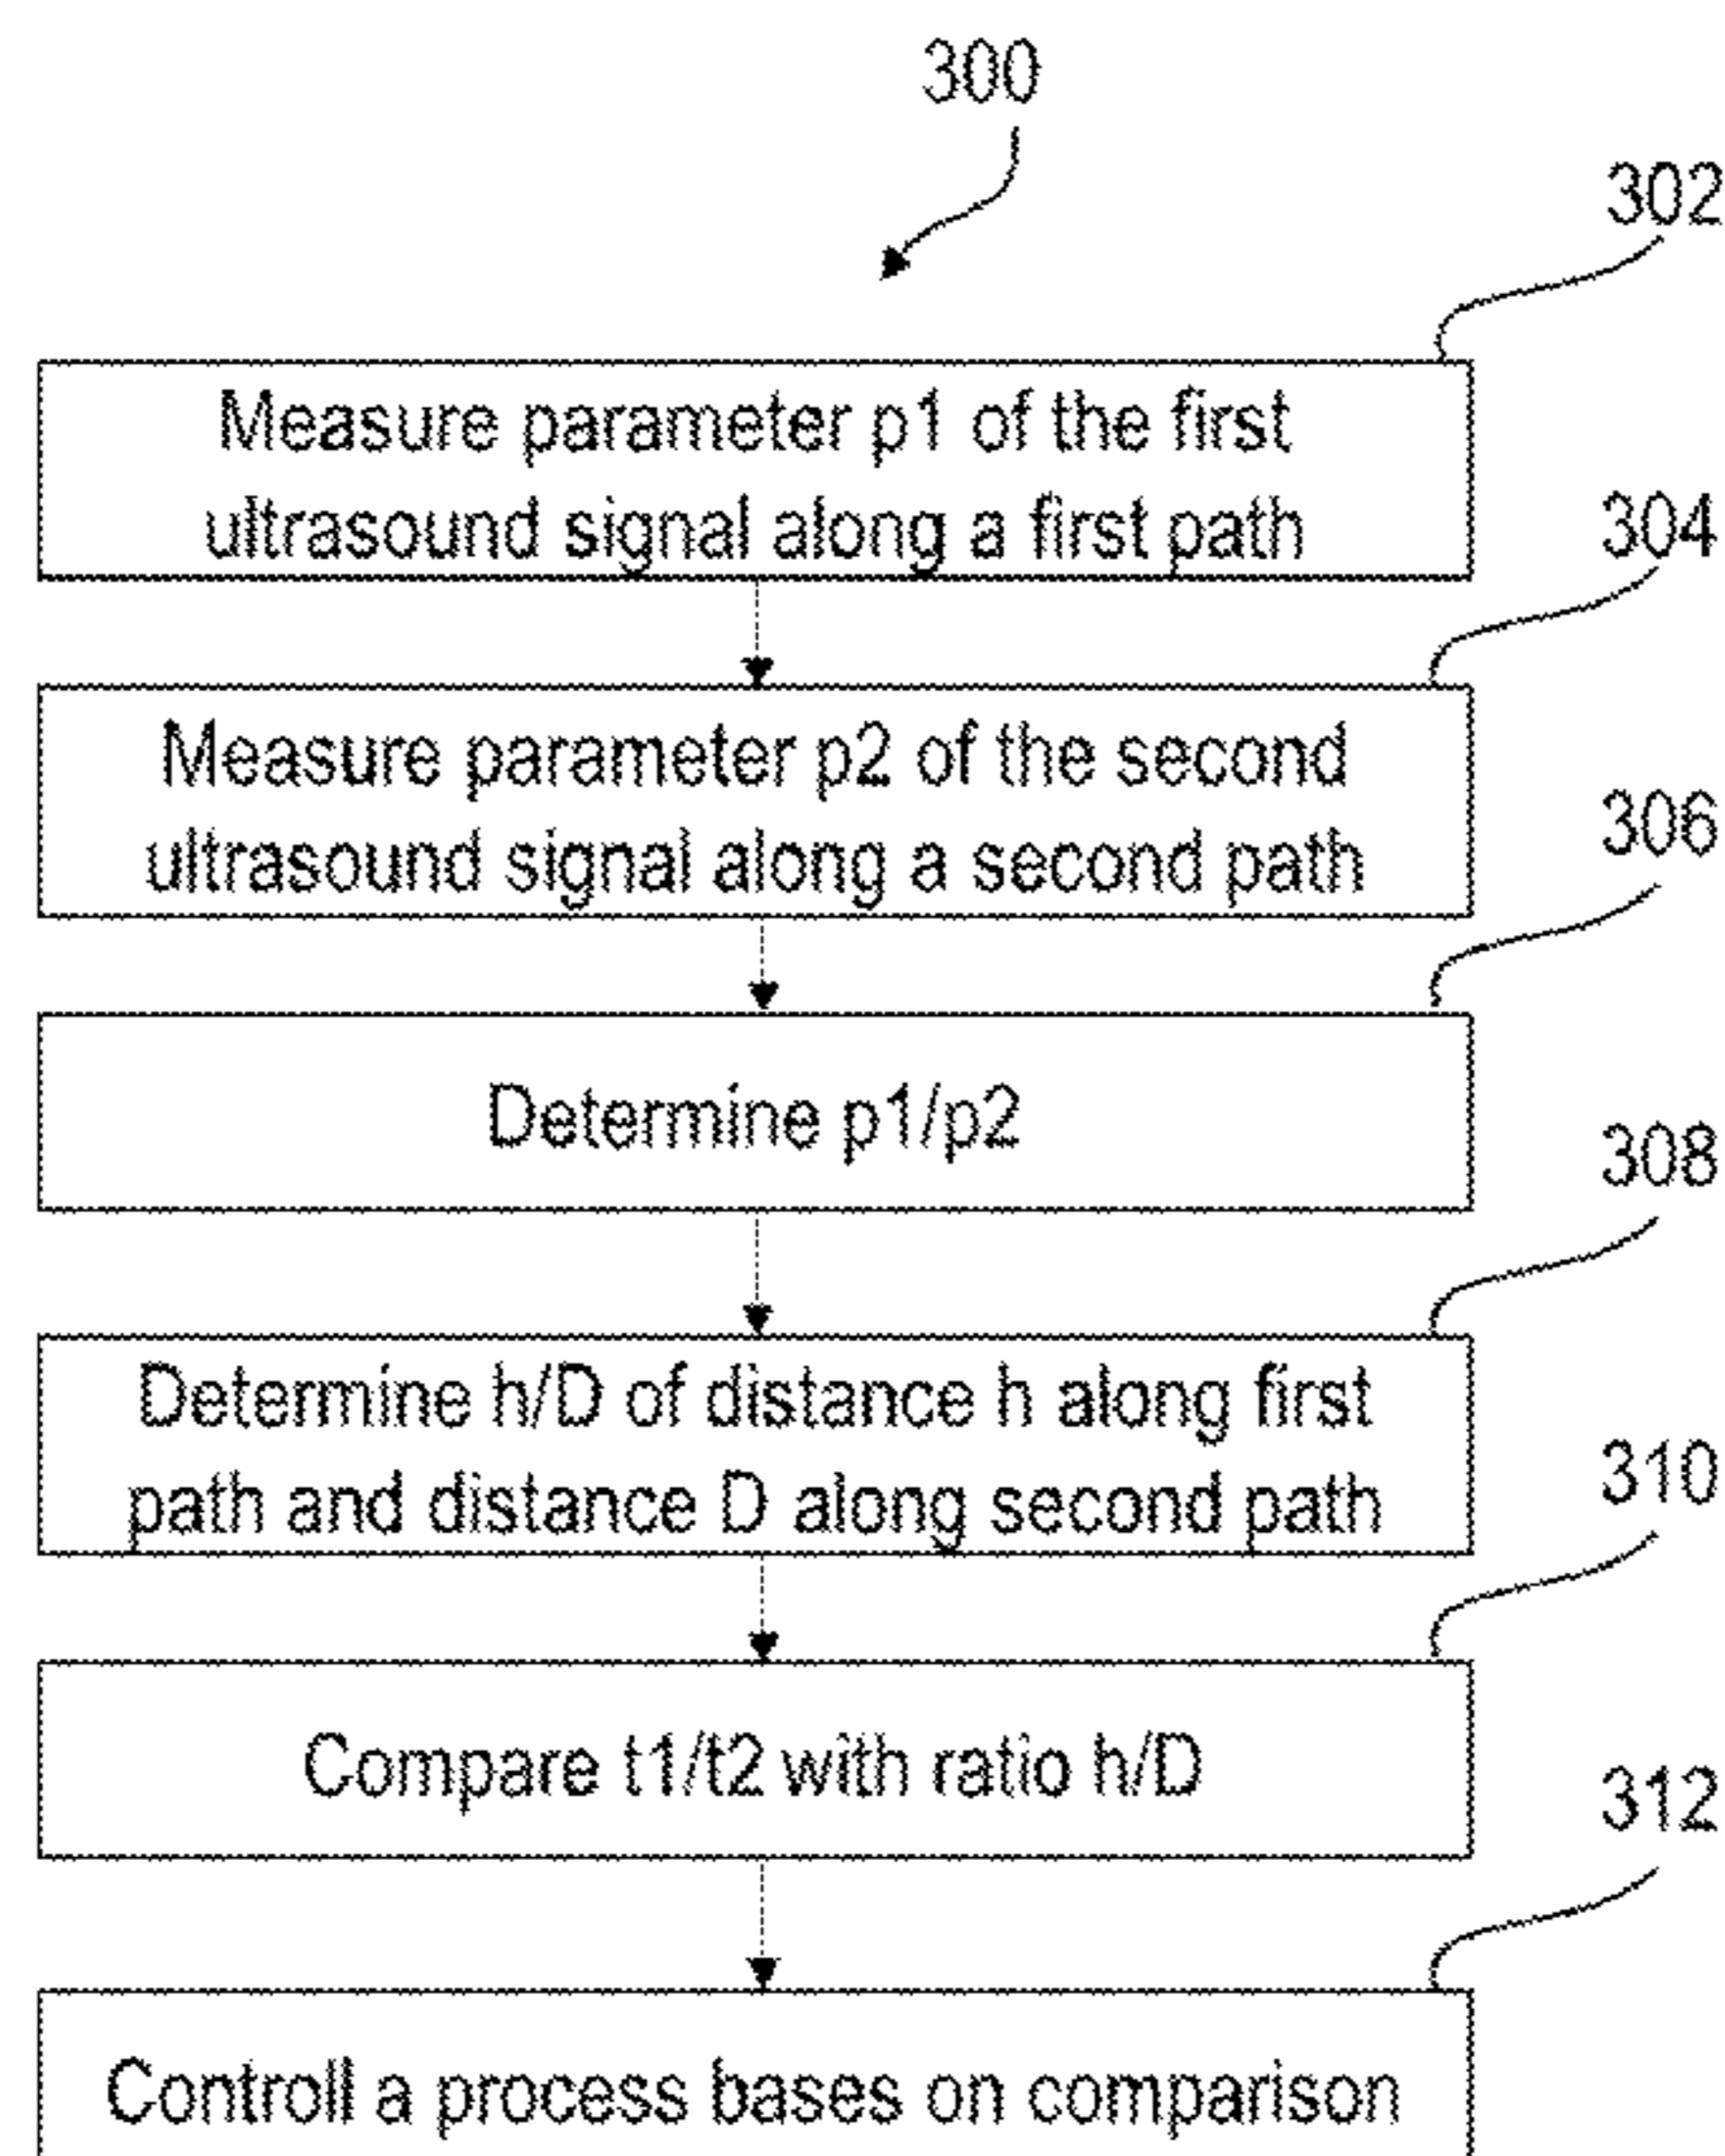 300
302
Measure parameter p1 of the first
ultrasound signal along a first path
304
Measure parameter p2 of the second
ultrasound signal along a second path
306
Determine p1/p2
308
Determine h/D of distance h along first
path and distance D along second path
310
Compare t1/t2 with ratio h/D
312
Controll a process bases on comparison